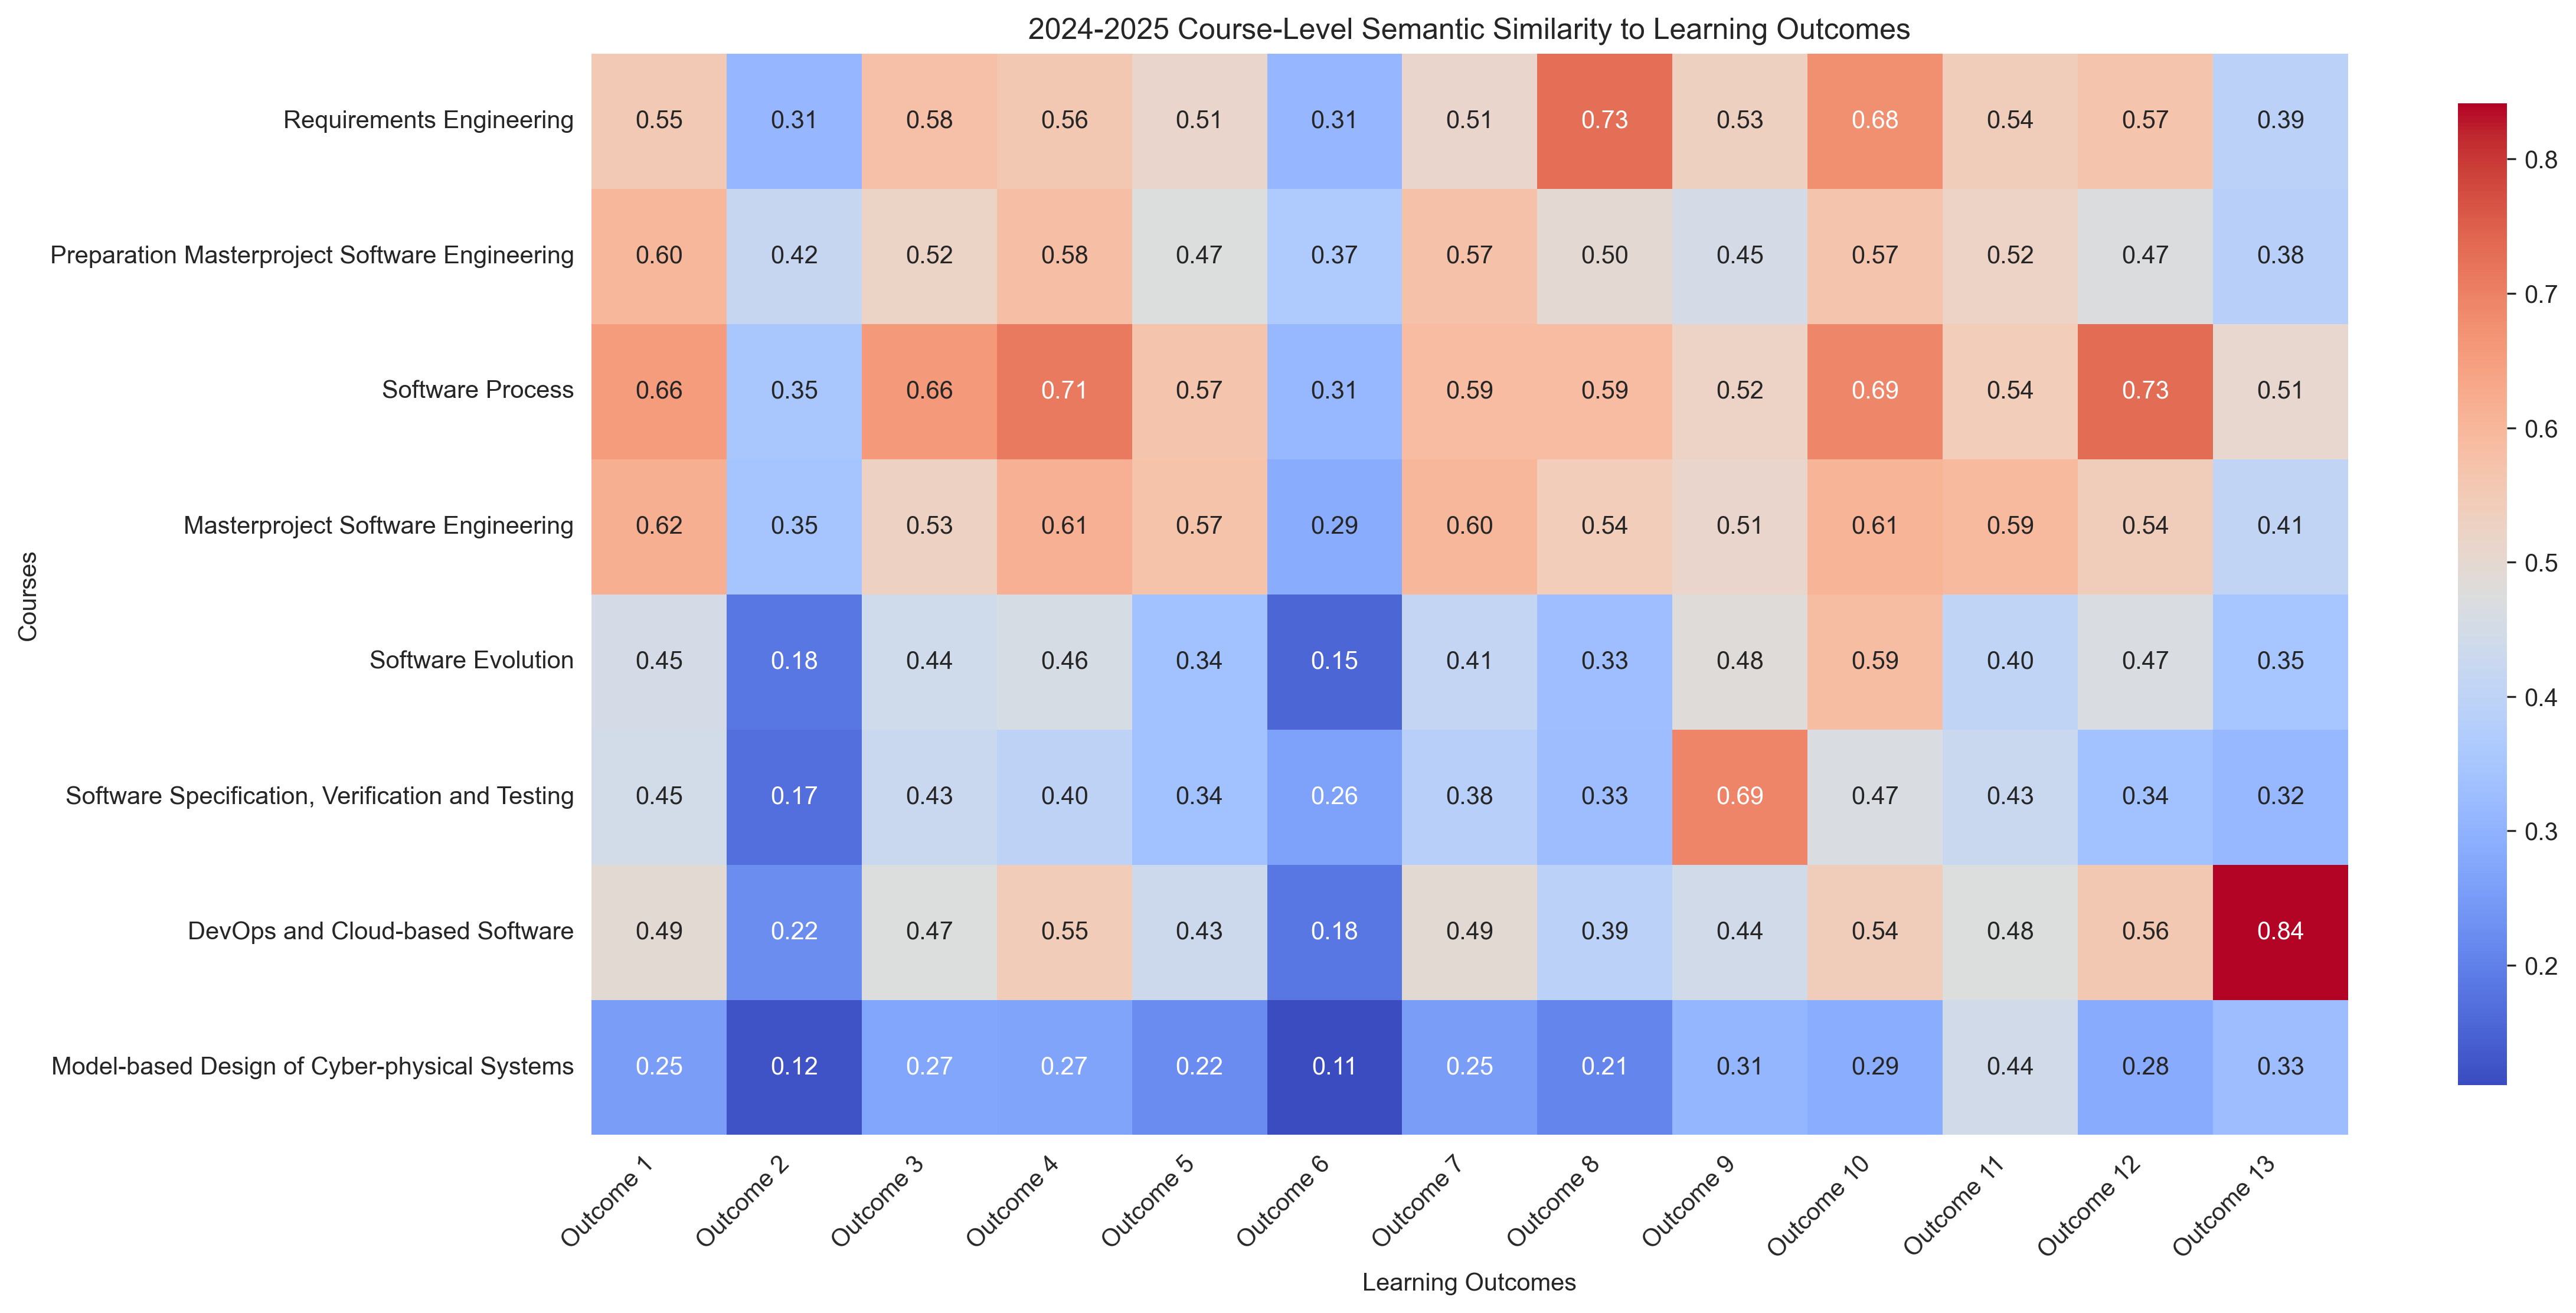 2024-2025 Course-Level Semantic Similarity to Learning Outcomes
Courses
Requirements Engineering 0.55 0.31 0.58 0.56 0.51 0.31 0.51 0.73 0.53 0.68 0.54 0.57 0.39
Preparation Masterproject Software Engineering 0.60 0.42 0.52 0.58 0.47 0.37 0.57 0.50 0.45 0.57 0.52 0.47 0.38
Software Process 0.66 0.35 0.66 0.71 0.57 0.31 0.59 0.59 0.52 0.69 0.54 0.73 0.51
Masterproject Software Engineering 0.62 0.35 0.53 0.61 0.57 0.29 0.60 0.54 0.51 0.61 0.59 0.54 0.41
Software Evolution 0.45 0.18 0.44 0.46 0.34 0.15 0.41 0.33 0.48 0.59 0.40 0.47 0.35
Software Specification, Verification and Testing 0.45 0.17 0.43 0.40 0.34 0.26 0.38 0.33 0.69 0.47 0.43 0.34 0.32
DevOps and Cloud-based Software 0.49 0.22 0.47 0.55 0.43 0.18 0.49 0.39 0.44 0.54 0.48 0.56 0.84
Model-based Design of Cyber-physical Systems 0.25 0.12 0.27 0.27 0.22 0.11 0.25 0.21 0.31 0.29 0.44 0.28 0.33
Outcome 1
Outcome 2
Outcome 3
Outcome 4
Outcome 5
Outcome 6
Outcome 7
Outcome 8
Outcome 9
Outcome 10
Outcome 11
Outcome 12
Outcome 13
Learning Outcomes
0.8
0.7
0.6
0.5
0.4
0.3
0.2